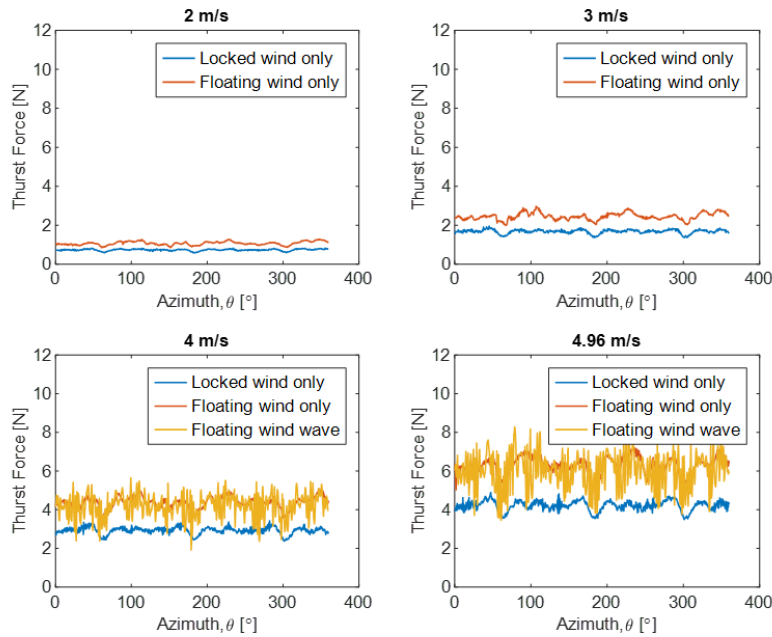 2 m/s
12
10
8
6
4
2
0
Thurst Force [N]
Locked wind only
Floating wind only
0 100 200 300 400
Azimuth, θ [°]
3 m/s
12
10
8
6
4
2
0
Thurst Force [N]
Locked wind only
Floating wind only
0 100 200 300 400
Azimuth, θ [°]
4 m/s
12
10
8
6
4
2
0
Thurst Force [N]
Locked wind only
Floating wind only
Floating wind wave
0 100 200 300 400
Azimuth, θ [°]
4.96 m/s
12
10
8
6
4
2
0
Thurst Force [N]
Locked wind only
Floating wind only
Floating wind wave
0 100 200 300 400
Azimuth, θ [°]